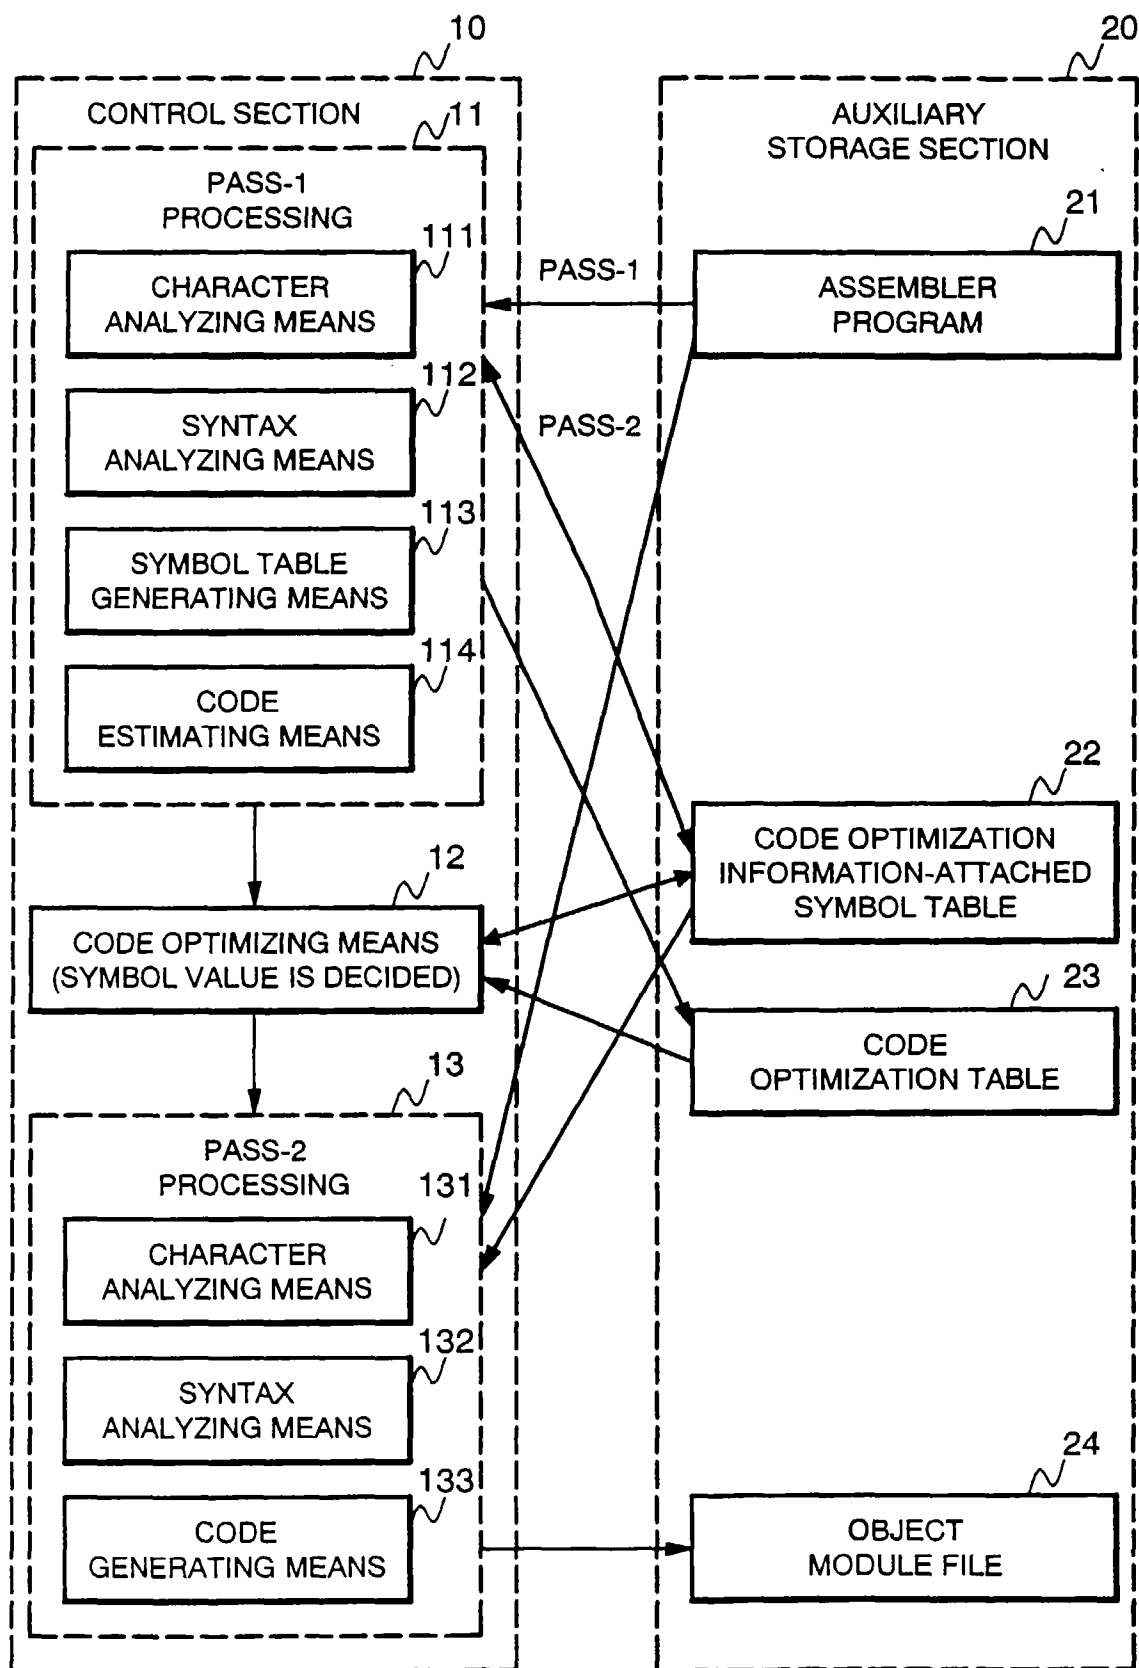 10
CONTROL SECTION
11
PASS-1
PROCESSING
111
CHARACTER
ANALYZING MEANS
112
SYNTAX
ANALYZING MEANS
113
SYMBOL TABLE
GENERATING MEANS
114
CODE
ESTIMATING MEANS
12
CODE OPTIMIZING MEANS
(SYMBOL VALUE IS DECIDED)
13
PASS-2
PROCESSING
131
CHARACTER
ANALYZING MEANS
132
SYNTAX
ANALYZING MEANS
133
CODE
GENERATING MEANS
PASS-1
PASS-2
20
AUXILIARY
STORAGE SECTION
21
ASSEMBLER
PROGRAM
22
CODE OPTIMIZATION
INFORMATION-ATTACHED
SYMBOL TABLE
23
CODE
OPTIMIZATION TABLE
24
OBJECT
MODULE FILE